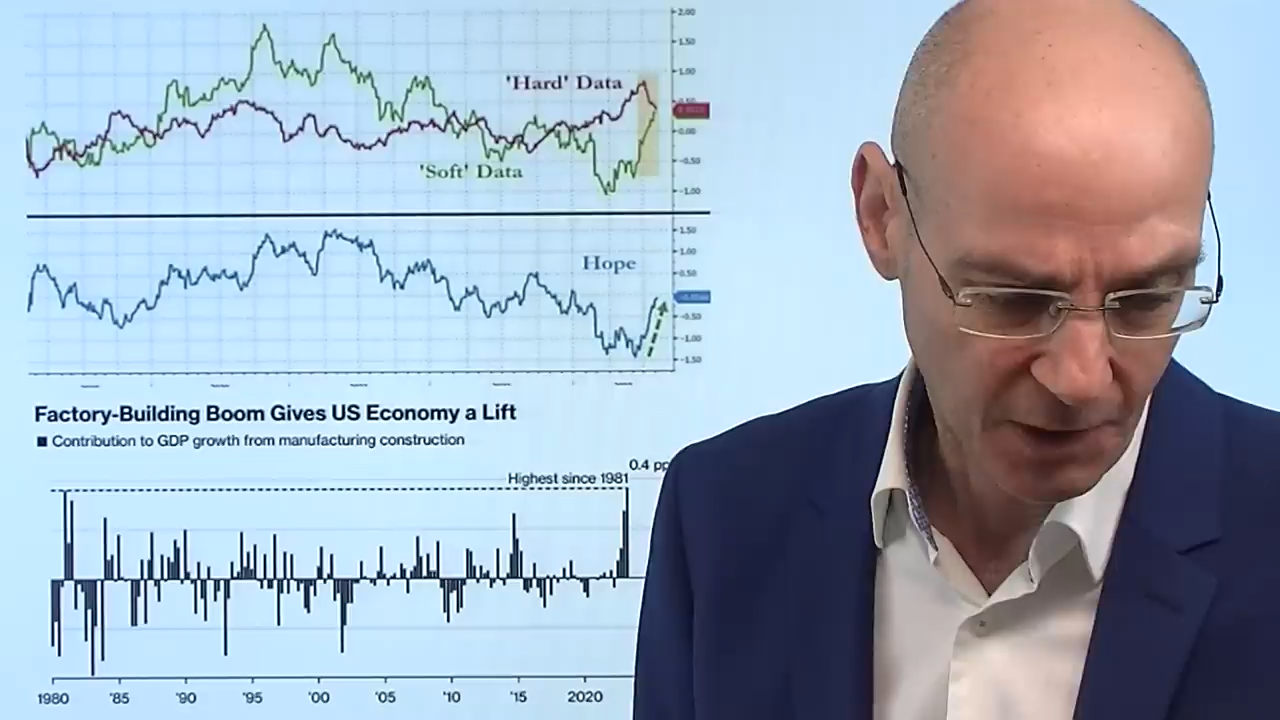 2.00
1.50
1.00
'Hard' Data
0.50
0.00
-0.50
'Soft' Data
-1.00
1.50
1.00
Hope
0.50
-0.50
-1.00
-1.50
Factory-Building Boom Gives US Economy a Lift
Contribution to GDP growth from manufacturing construction
0.4 pp
Highest since 1981
1980 '85 '90 '95 '00 '05 '10 '15 2020